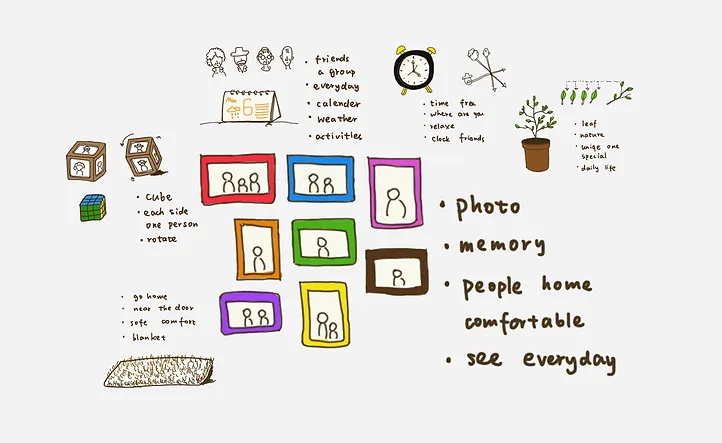 • friends
a group
• everyday
• calender
• weather
• activities
Mar
6
• time free
• where are you
• relaxe
• clock friends
• leaf
• nature
• uniqe one
special
• daily life
• cube
• each side
one person
• rotate
• photo
• memory
• people home
comfortable
• see everyday
• go home
• near the door
• safe comfort
• blanket